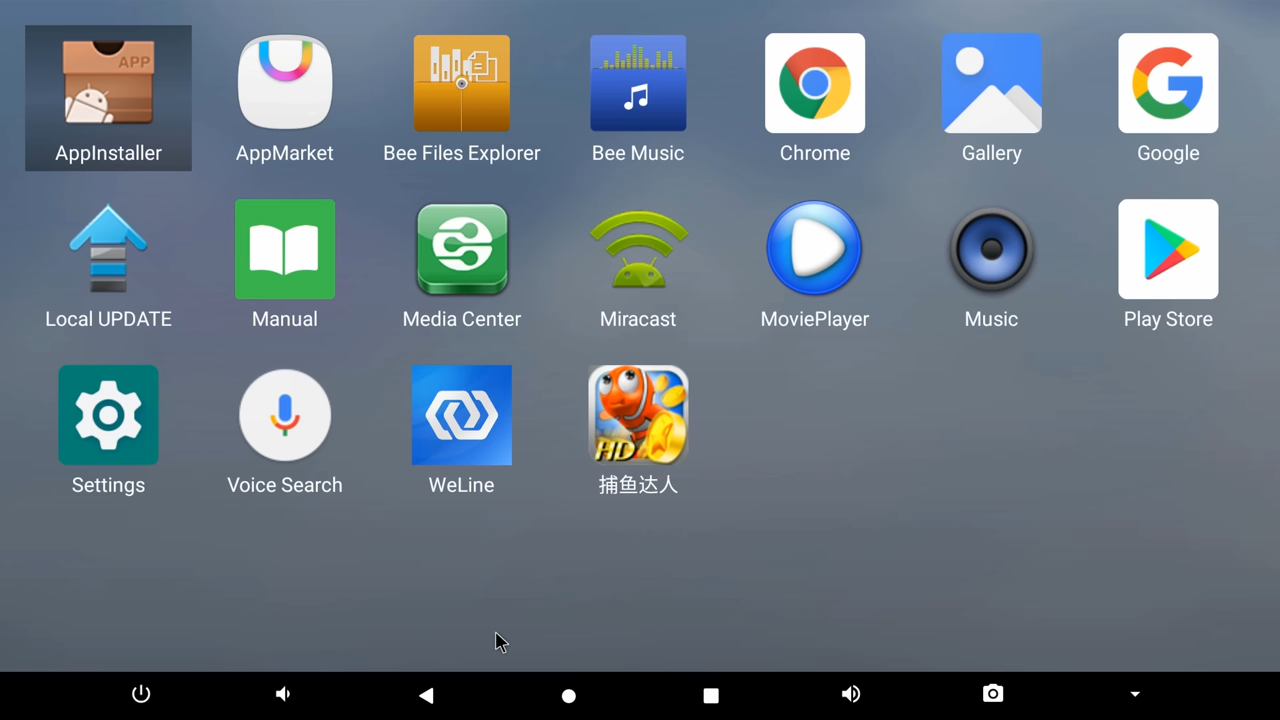 APP
AppInstaller
AppMarket
Bee Files Explorer
Bee Music
Chrome
Gallery
Google
Local UPDATE
Manual
Media Center
Miracast
MoviePlayer
Music
Play Store
HD
Settings
Voice Search
WeLine
捕鱼达人